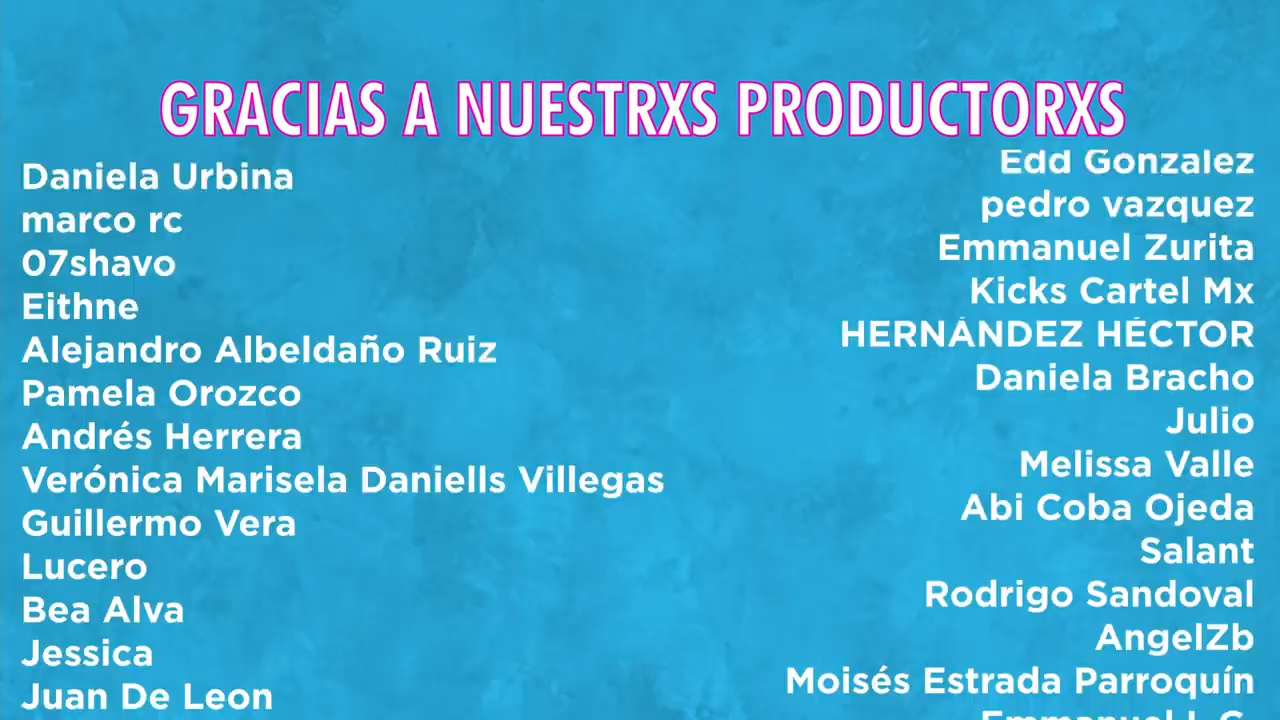 GRACIAS A NUESTRXS PRODUCTORXS
Daniela Urbina
marco rc
07shavo
Eithne
Alejandro Albeldaño Ruiz
Pamela Orozco
Andrés Herrera
Verónica Marisela Daniells Villegas
Guillermo Vera
Lucero
Bea Alva
Jessica
Juan De Leon
Edd Gonzalez
pedro vazquez
Emmanuel Zurita
Kicks Cartel Mx
HERNÁNDEZ HÉCTOR
Daniela Bracho
Julio
Melissa Valle
Abi Coba Ojeda
Salant
Rodrigo Sandoval
AngelZb
Moisés Estrada Parroquín
Emmanuel